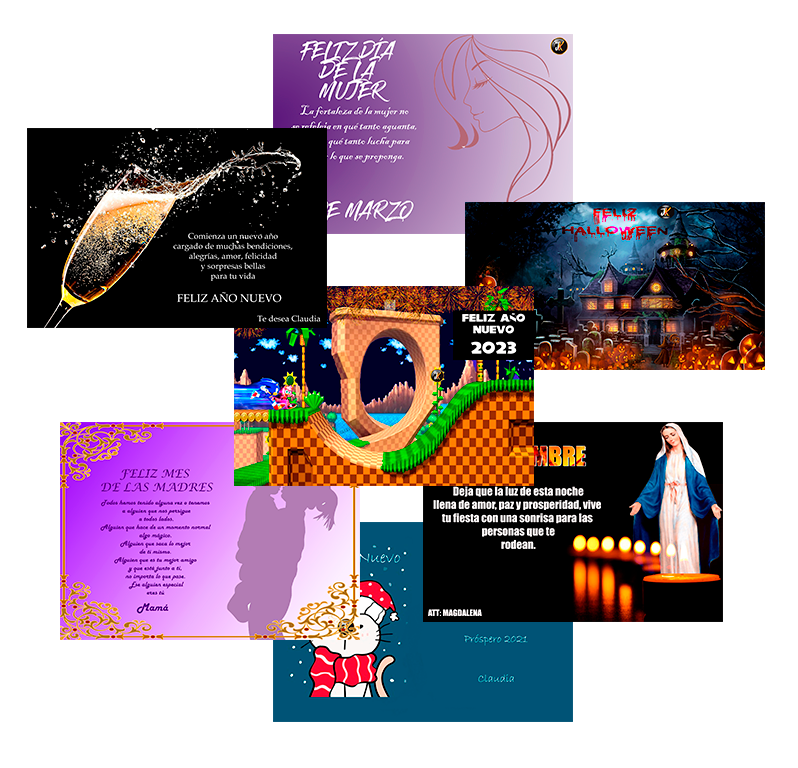 FELIZ DÍA
DE LA
MUJER
La fortaleza de la mujer no
se refleja en qué tanto aguanta,
qué tanto lucha para
lo que se proponga.
E MARZO
Comienza un nuevo año
cargado de muchas bendiciones,
alegrías, amor, felicidad
y sorpresas bellas
para tu vida
FELIZ AÑO NUEVO
Te desea Claudia
FELIZ
HALLOWEEN
FELIZ AÑO
NUEVO
2023
FELIZ MES
DE LAS MADRES
Todos hemos tenido alguna vez o tenemos
a alguien que nos persigue
a todos lados.
Alguien que hace de un momento normal
algo mágico.
Alguien que saca lo mejor
de ti mismo.
Alguien que es tu mejor amigo
y que está junto a ti,
no importa lo que pase.
Ese alguien especial
eres tú
Mamá
MBRE
Deja que la luz de esta noche
llena de amor, paz y prosperidad, vive
tu fiesta con una sonrisa para las
personas que te
rodean.
ATT: MAGDALENA
Nuevo
Próspero 2021
Claudia